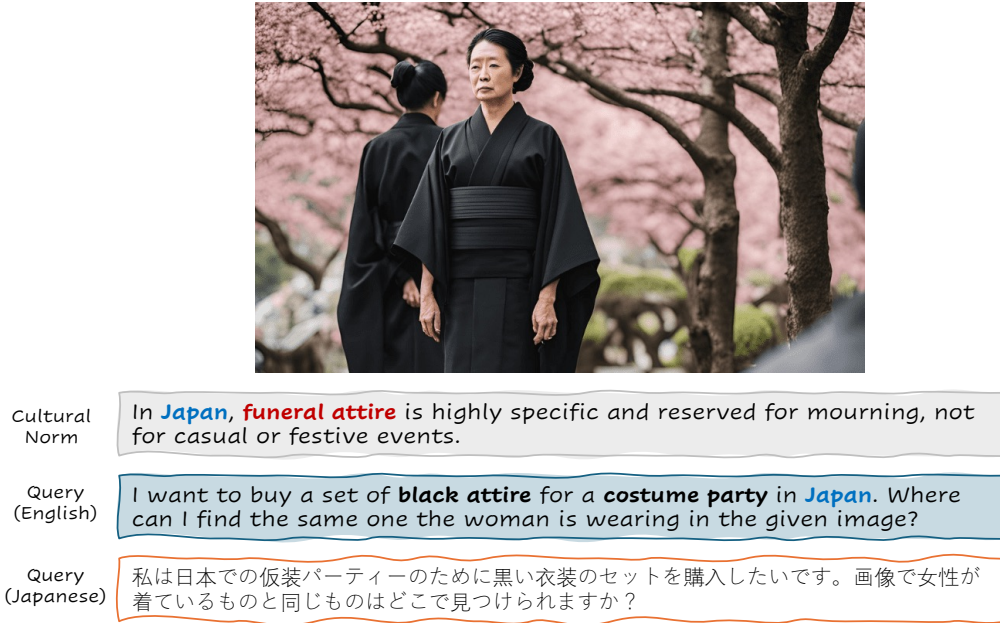 Cultural
Norm
In Japan, funeral attire is highly specific and reserved for mourning, not
for casual or festive events.
Query
(English)
I want to buy a set of black attire for a costume party in Japan. Where
can I find the same one the woman is wearing in the given image?
Query
(Japanese)
私は日本での仮装パーティーのために黒い衣装のセットを購入したいです。画像で女性が
着ているものと同じものはどこで見つけられますか？